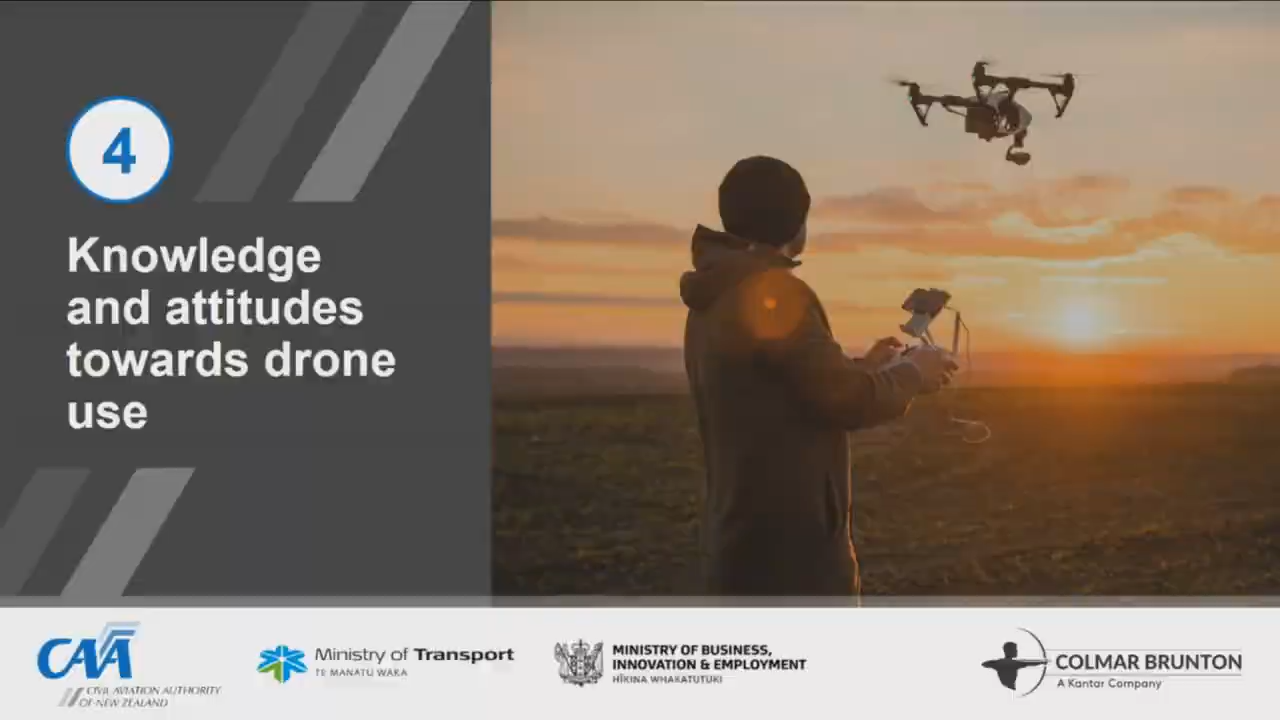 4
Knowledge
and attitudes
towards drone
use
CAA
CIVIL AVIATION AUTHORITY
OF NEW ZEALAND
Ministry of Transport
TE MANATŪ WAKA
MINISTRY OF BUSINESS,
INNOVATION & EMPLOYMENT
HĪKINA WHAKATUTUKI
COLMAR BRUNTON
A Kantar Company